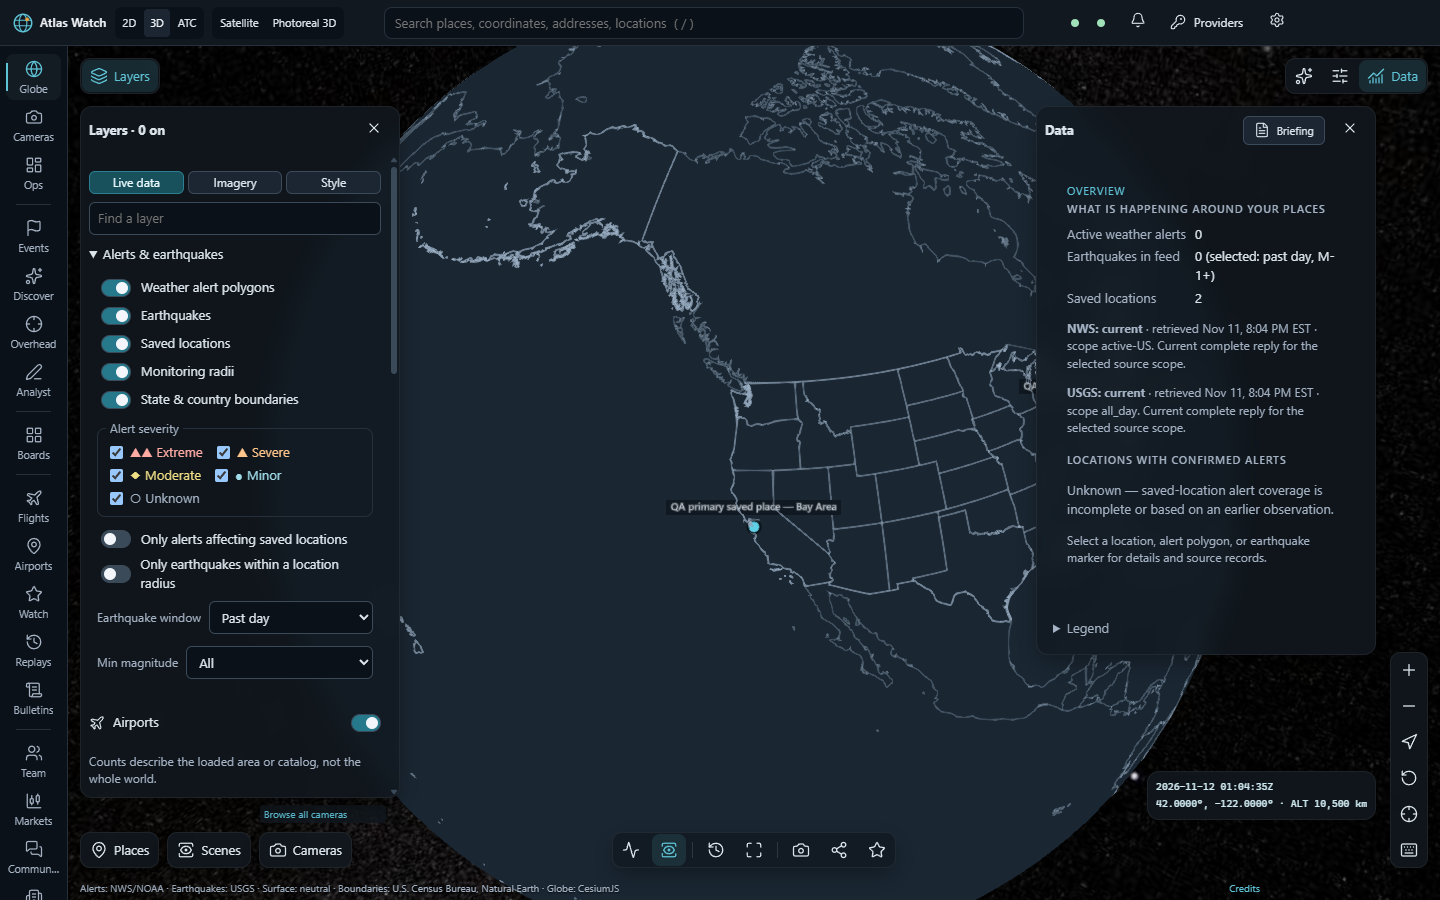 Atlas Watch
2D
3D
ATC
Satellite
Photoreal 3D
Search places, coordinates, addresses, locations ( / )
Providers
Globe
Cameras
Ops
Events
Discover
Overhead
Analyst
Boards
Flights
Airports
Watch
Replays
Bulletins
Team
Markets
Commun...
Layers
Layers · 0 on
Live data
Imagery
Style
Find a layer
Alerts & earthquakes
Weather alert polygons
Earthquakes
Saved locations
Monitoring radii
State & country boundaries
Alert severity
Extreme
Severe
Moderate
Minor
Unknown
Only alerts affecting saved locations
Only earthquakes within a location
radius
Earthquake window
Past day
Min magnitude
All
Airports
Counts describe the loaded area or catalog, not the
whole world.
Browse all cameras
Places
Scenes
Cameras
Alerts: NWS/NOAA · Earthquakes: USGS · Surface: neutral · Boundaries: U.S. Census Bureau, Natural Earth · Globe: CesiumJS
QA primary saved place — Bay Area
QA
Data
Data
Briefing
OVERVIEW
WHAT IS HAPPENING AROUND YOUR PLACES
Active weather alerts 0
Earthquakes in feed 0 (selected: past day, M-
1+)
Saved locations 2
NWS: current · retrieved Nov 11, 8:04 PM EST ·
scope active-US. Current complete reply for the
selected source scope.
USGS: current · retrieved Nov 11, 8:04 PM EST ·
scope all_day. Current complete reply for the
selected source scope.
LOCATIONS WITH CONFIRMED ALERTS
Unknown — saved-location alert coverage is
incomplete or based on an earlier observation.
Select a location, alert polygon, or earthquake
marker for details and source records.
Legend
2026-11-12 01:04:35Z
42.0000°, -122.0000° · ALT 10,500 km
Credits